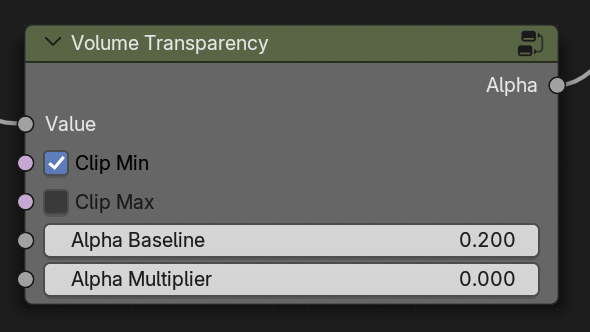 Volume Transparency
Alpha
Value
Clip Min
Clip Max
Alpha Baseline 0.200
Alpha Multiplier 0.000